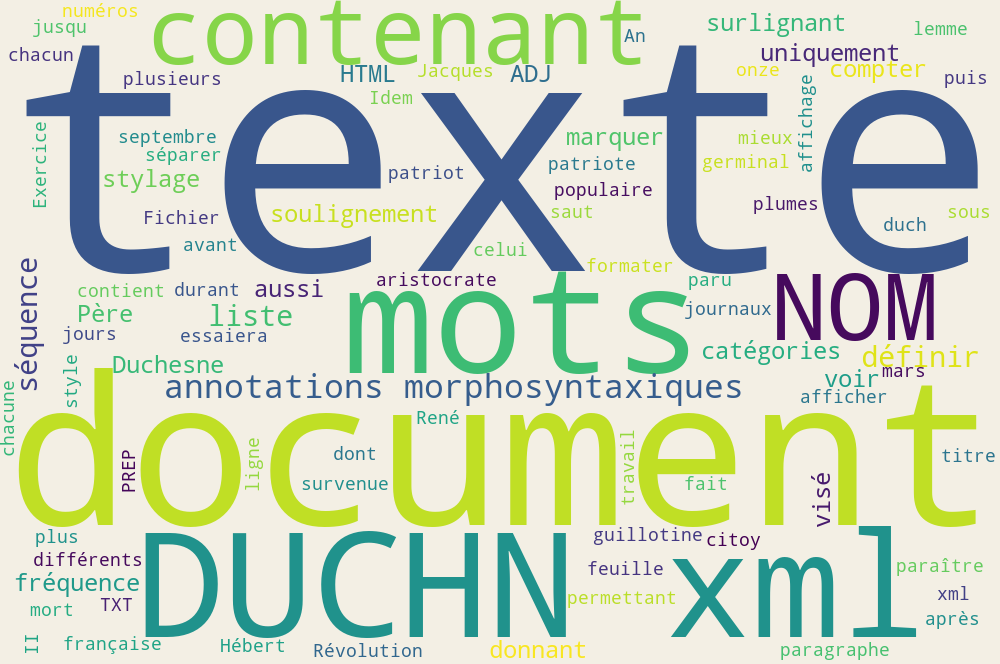 numéros
contenant
surlignant
jusqu
An
lemme
chacun
plusieurs
HTML
Jacques
ADJ
uniquement
onze
compter
puis
texte
Idem
affichage
Exercice
septembre
séparer
marquer
mieux
patriote
germinal
stylage
patriot
populaire
Fichier
soulignement
saut
plumes
sous
avant
celui
duch
séquence
formater
contient
durant
aussi
aristocrate
mots
paru
NOM
Père
liste
journaux
jours
essaiera
catégories
définir
style
Duchesne
voir
mars
chacune
annotations morphosyntaxiques
afficher
document
René
PREP
ligne
dont
travail
titre
survenue
fait
visé
plus
DUCHN xml
guillotine
citoy
différents
feuille
paraître
fréquence
permettant
xml
mort
TXT
après
II
française
Hébert
Révolution
donnant
paragraphe